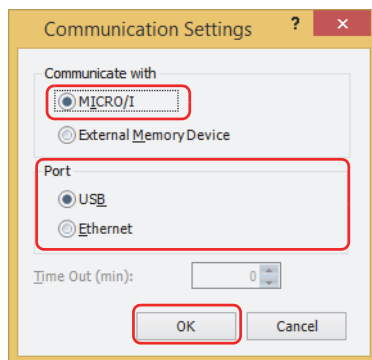 Communication Settings ? ×
Communicate with
MICRO/I
External Memory Device
Port
USB
Ethernet
Time Out (min): 0
OK Cancel